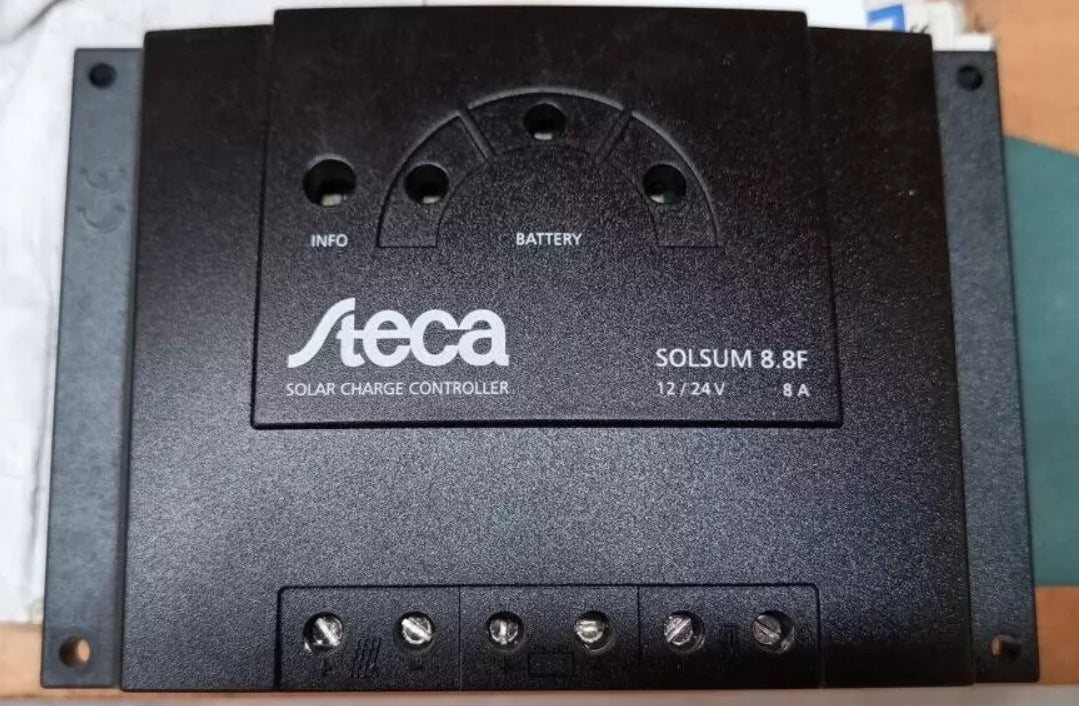 INFO
BATTERY
Steca
SOLAR CHARGE CONTROLLER
SOLSUM 8.8F
12 / 24 V 8 A
+ -
+ -